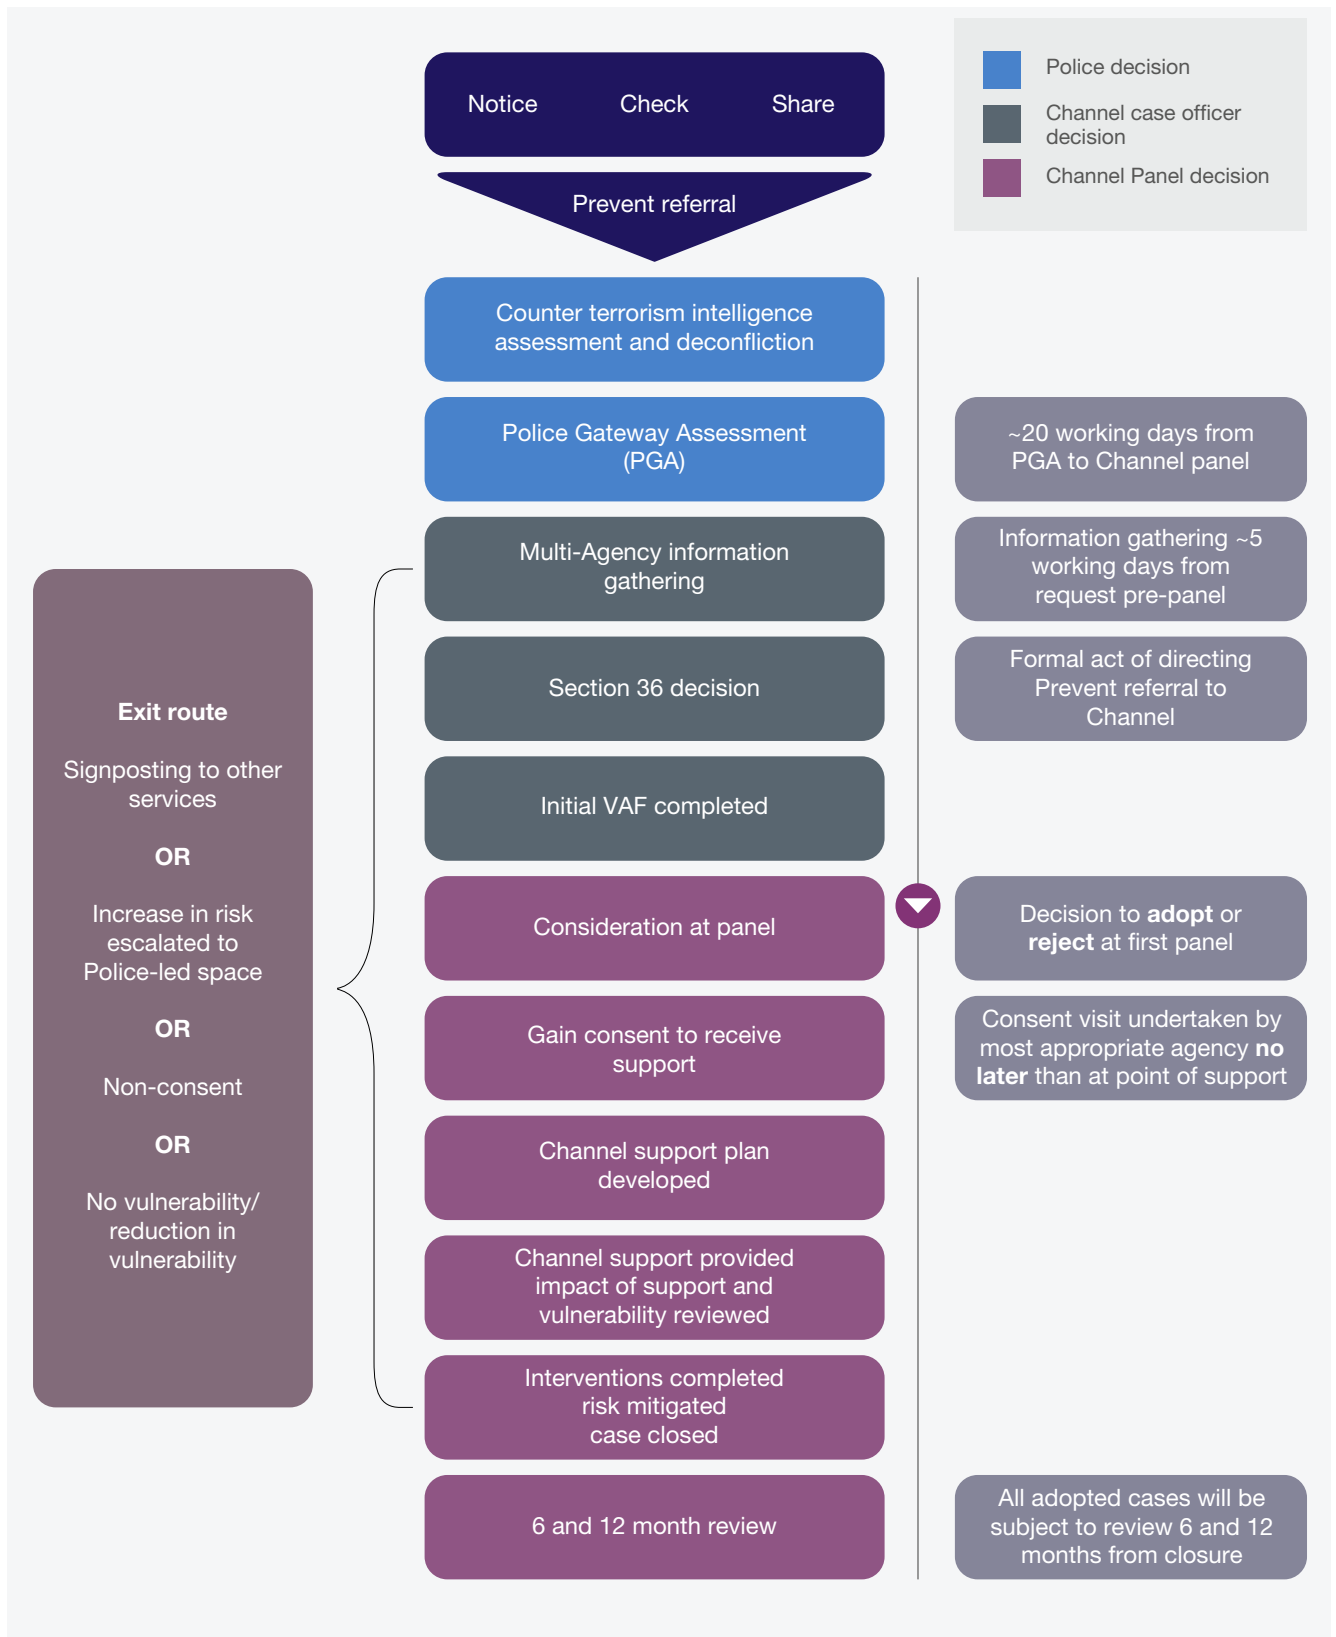 Notice Check Share
Prevent referral
Police decision
Channel case officer
decision
Channel Panel decision
Counter terrorism intelligence
assessment and deconfliction
Police Gateway Assessment
(PGA)
~20 working days from
PGA to Channel panel
Multi-Agency information
gathering
Information gathering ~5
working days from
request pre-panel
Section 36 decision
Formal act of directing
Prevent referral to
Channel
Initial VAF completed
Consideration at panel
Decision to adopt or
reject at first panel
Gain consent to receive
support
Consent visit undertaken by
most appropriate agency no
later than at point of support
Channel support plan
developed
Channel support provided
impact of support and
vulnerability reviewed
Interventions completed
risk mitigated
case closed
6 and 12 month review
All adopted cases will be
subject to review 6 and 12
months from closure
Exit route
Signposting to other
services
OR
Increase in risk
escalated to
Police-led space
OR
Non-consent
OR
No vulnerability/
reduction in
vulnerability